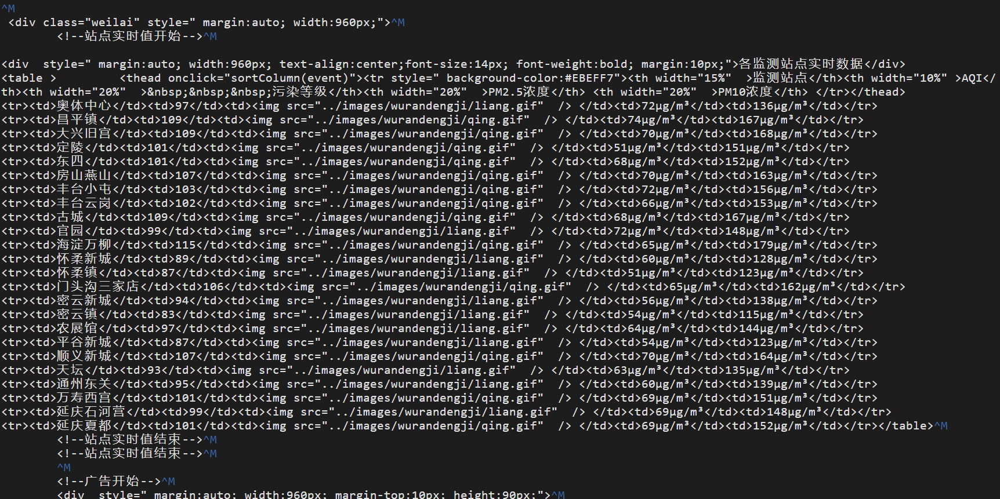 ^M
 <div class="weilai" style=" margin:auto; width:960px;">^M
        <!--站点实时值开始-->^M
<div  style=" margin:auto; width:960px; text-align:center;font-size:14px; font-weight:bold; margin:10px;">各监测站点实时数据</div>
<table >         <thead onclick="sortColumn(event)"><tr style=" background-color:#EBEFF7"><th width="15%"  >监测站点</th><th width="10%" >AQI</
th><th width="20%"  >&nbsp;&nbsp;&nbsp;污染等级</th><th width="20%"  >PM2.5浓度</th> <th width="20%"  >PM10浓度</th> </tr></thead>
<tr><td>奥体中心</td><td>97</td><td><img src="../images/wurandengji/liang.gif"  /> </td><td>72μg/m³</td><td>136μg/m³</td></tr>
<tr><td>昌平镇</td><td>109</td><td><img src="../images/wurandengji/qing.gif"  /> </td><td>74μg/m³</td><td>167μg/m³</td></tr>
<tr><td>大兴旧宫</td><td>109</td><td><img src="../images/wurandengji/qing.gif"  /> </td><td>70μg/m³</td><td>168μg/m³</td></tr>
<tr><td>定陵</td><td>101</td><td><img src="../images/wurandengji/qing.gif"  /> </td><td>51μg/m³</td><td>151μg/m³</td></tr>
<tr><td>东四</td><td>101</td><td><img src="../images/wurandengji/qing.gif"  /> </td><td>68μg/m³</td><td>152μg/m³</td></tr>
<tr><td>房山燕山</td><td>107</td><td><img src="../images/wurandengji/qing.gif"  /> </td><td>70μg/m³</td><td>163μg/m³</td></tr>
<tr><td>丰台小屯</td><td>103</td><td><img src="../images/wurandengji/qing.gif"  /> </td><td>72μg/m³</td><td>156μg/m³</td></tr>
<tr><td>丰台云岗</td><td>102</td><td><img src="../images/wurandengji/qing.gif"  /> </td><td>66μg/m³</td><td>153μg/m³</td></tr>
<tr><td>古城</td><td>109</td><td><img src="../images/wurandengji/qing.gif"  /> </td><td>68μg/m³</td><td>167μg/m³</td></tr>
<tr><td>官园</td><td>99</td><td><img src="../images/wurandengji/liang.gif"  /> </td><td>72μg/m³</td><td>148μg/m³</td></tr>
<tr><td>海淀万柳</td><td>115</td><td><img src="../images/wurandengji/qing.gif"  /> </td><td>65μg/m³</td><td>179μg/m³</td></tr>
<tr><td>怀柔新城</td><td>89</td><td><img src="../images/wurandengji/liang.gif"  /> </td><td>60μg/m³</td><td>128μg/m³</td></tr>
<tr><td>怀柔镇</td><td>87</td><td><img src="../images/wurandengji/liang.gif"  /> </td><td>51μg/m³</td><td>123μg/m³</td></tr>
<tr><td>门头沟三家店</td><td>106</td><td><img src="../images/wurandengji/qing.gif"  /> </td><td>65μg/m³</td><td>162μg/m³</td></tr>
<tr><td>密云新城</td><td>94</td><td><img src="../images/wurandengji/liang.gif"  /> </td><td>56μg/m³</td><td>138μg/m³</td></tr>
<tr><td>密云镇</td><td>83</td><td><img src="../images/wurandengji/liang.gif"  /> </td><td>54μg/m³</td><td>115μg/m³</td></tr>
<tr><td>农展馆</td><td>97</td><td><img src="../images/wurandengji/liang.gif"  /> </td><td>64μg/m³</td><td>144μg/m³</td></tr>
<tr><td>平谷新城</td><td>87</td><td><img src="../images/wurandengji/liang.gif"  /> </td><td>54μg/m³</td><td>123μg/m³</td></tr>
<tr><td>顺义新城</td><td>107</td><td><img src="../images/wurandengji/qing.gif"  /> </td><td>70μg/m³</td><td>164μg/m³</td></tr>
<tr><td>天坛</td><td>93</td><td><img src="../images/wurandengji/liang.gif"  /> </td><td>63μg/m³</td><td>135μg/m³</td></tr>
<tr><td>通州东关</td><td>95</td><td><img src="../images/wurandengji/liang.gif"  /> </td><td>60μg/m³</td><td>139μg/m³</td></tr>
<tr><td>万寿西宫</td><td>101</td><td><img src="../images/wurandengji/qing.gif"  /> </td><td>69μg/m³</td><td>151μg/m³</td></tr>
<tr><td>延庆石河营</td><td>99</td><td><img src="../images/wurandengji/liang.gif"  /> </td><td>69μg/m³</td><td>148μg/m³</td></tr>
<tr><td>延庆夏都</td><td>101</td><td><img src="../images/wurandengji/qing.gif"  /> </td><td>69μg/m³</td><td>152μg/m³</td></tr></table>^M
        <!--站点实时值结束-->^M
        <!--站点实时值结束-->^M
        ^M
        <!--广告开始-->^M
        <div  style=" margin:auto; width:960px; margin-top:10px; height:90px;">^M